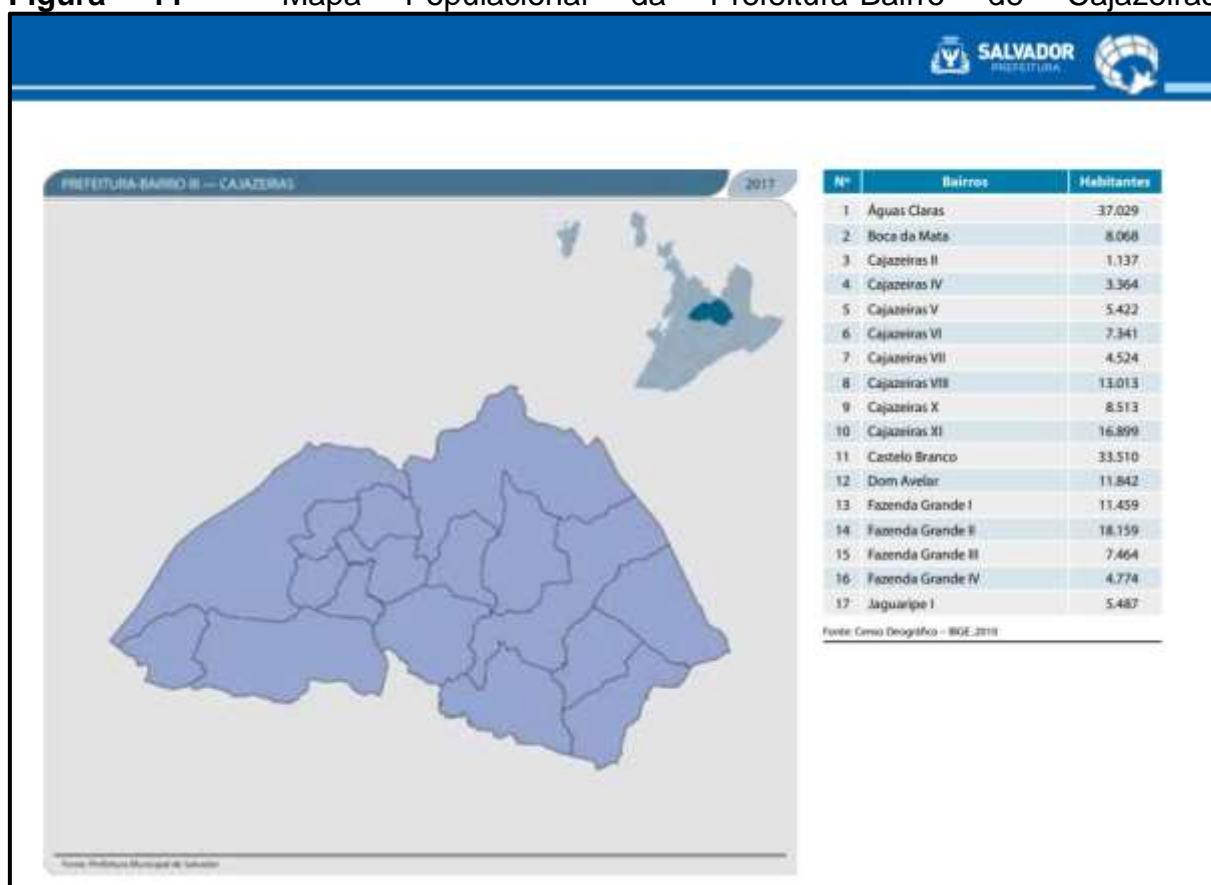 Figura 11 Mapa Populacional da Prefeitura-Bairro de Cajazeiras
SALVADOR
PREFEITURA
PREFEITURA-BAIRRO III — CAJAZEIRAS
2017
Nº Bairros Habitantes
1 Águas Claras 37.029
2 Boca da Mata 8.068
3 Cajazeiras II 1.137
4 Cajazeiras IV 3.364
5 Cajazeiras V 5.422
6 Cajazeiras VI 7.341
7 Cajazeiras VII 4.524
8 Cajazeiras VIII 13.013
9 Cajazeiras X 8.513
10 Cajazeiras XI 16.899
11 Castelo Branco 33.510
12 Dom Avelar 11.842
13 Fazenda Grande I 11.459
14 Fazenda Grande II 18.159
15 Fazenda Grande III 7.464
16 Fazenda Grande IV 4.774
17 Jaguaripe I 5.487
Fonte: Censo Deográfico – IBGE, 2010
Fonte: Prefeitura Municipal de Salvador